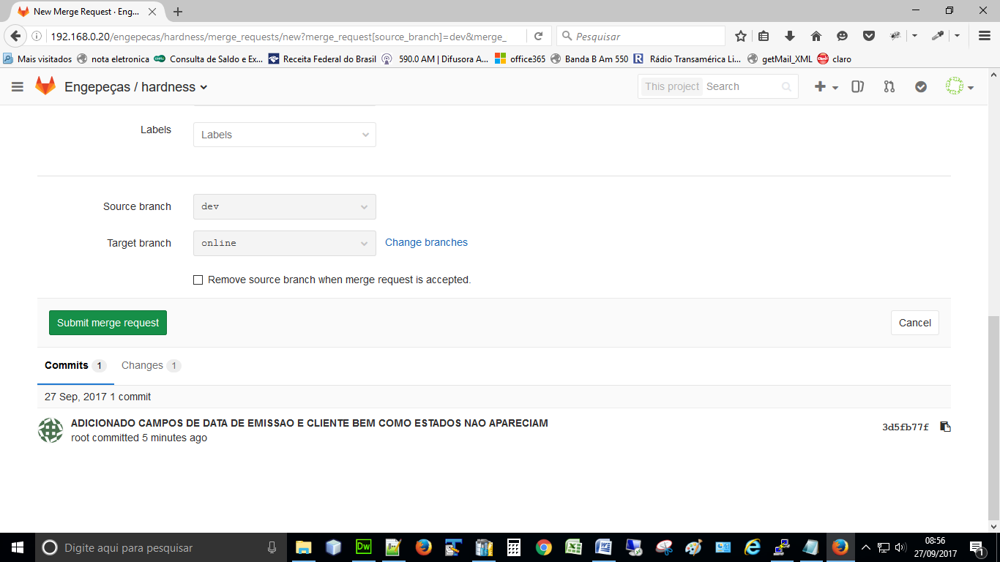 New Merge Request · Eng...
192.168.0.20/engepecas/hardness/merge_requests/new?merge_request[source_branch]=dev&merge_
Pesquisar
Mais visitados
nota eletronica
Consulta de Saldo e Ex...
Receita Federal do Brasil
590.0 AM | Difusora A...
office365
Banda B Am 550
Rádio Transamérica Li...
getMail_XML
claro
Engepeças / hardness
This project
Search
Labels
Labels
Source branch
dev
Target branch
online
Change branches
Remove source branch when merge request is accepted.
Submit merge request
Cancel
Commits 1
Changes 1
27 Sep, 2017 1 commit
ADICIONADO CAMPOS DE DATA DE EMISSAO E CLIENTE BEM COMO ESTADOS NAO APARECIAM
3d5fb77f
root committed 5 minutes ago
Digite aqui para pesquisar
Dw
08:56
27/09/2017
1